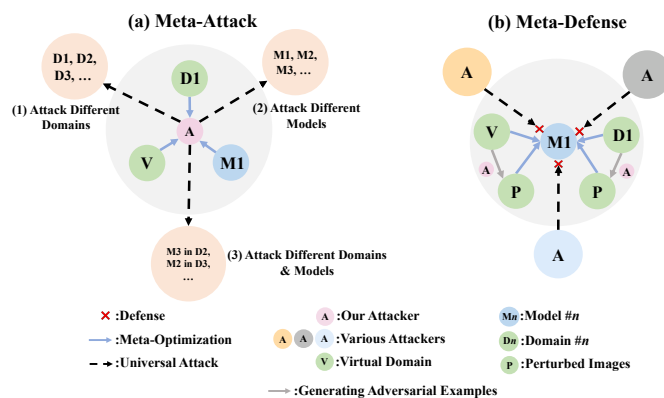 (a) Meta-Attack
(b) Meta-Defense
D1, D2,
D3, ...
M1, M2,
M3, ...
D1
(1) Attack Different
Domains
(2) Attack Different
Models
A
V
M1
M3 in D2,
M2 in D3,
...
(3) Attack Different Domains
& Models
A
A
V
M1
D1
A
P
P
A
A
:Defense
:Meta-Optimization
:Universal Attack
A :Our Attacker
A A A :Various Attackers
V :Virtual Domain
Mn :Model #n
Dn :Domain #n
P :Perturbed Images
:Generating Adversarial Examples